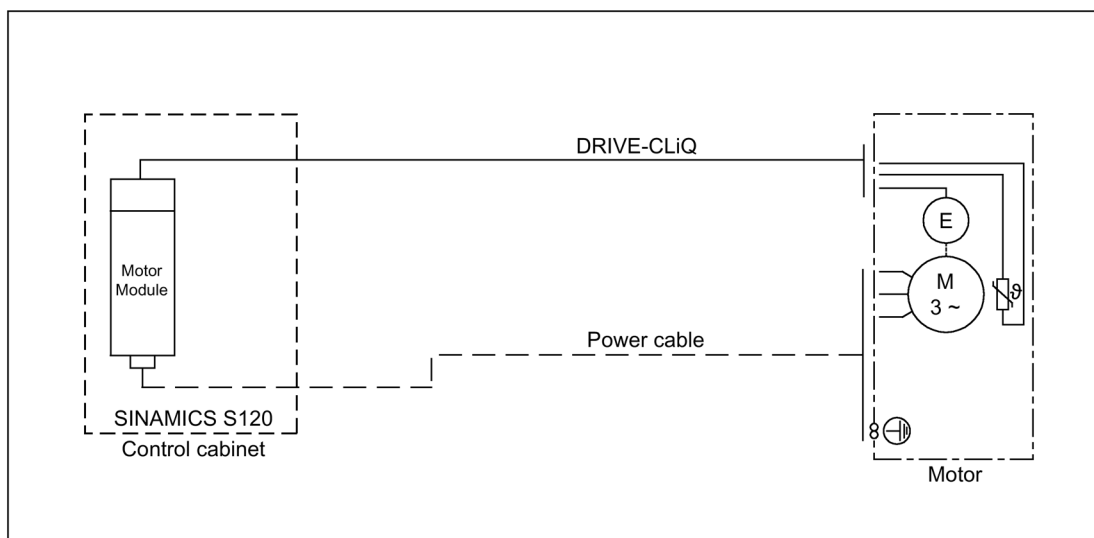 DRIVE-CLiQ
E
Motor
Module
M
3 ~
ϑ
Power cable
SINAMICS S120
Control cabinet
Motor